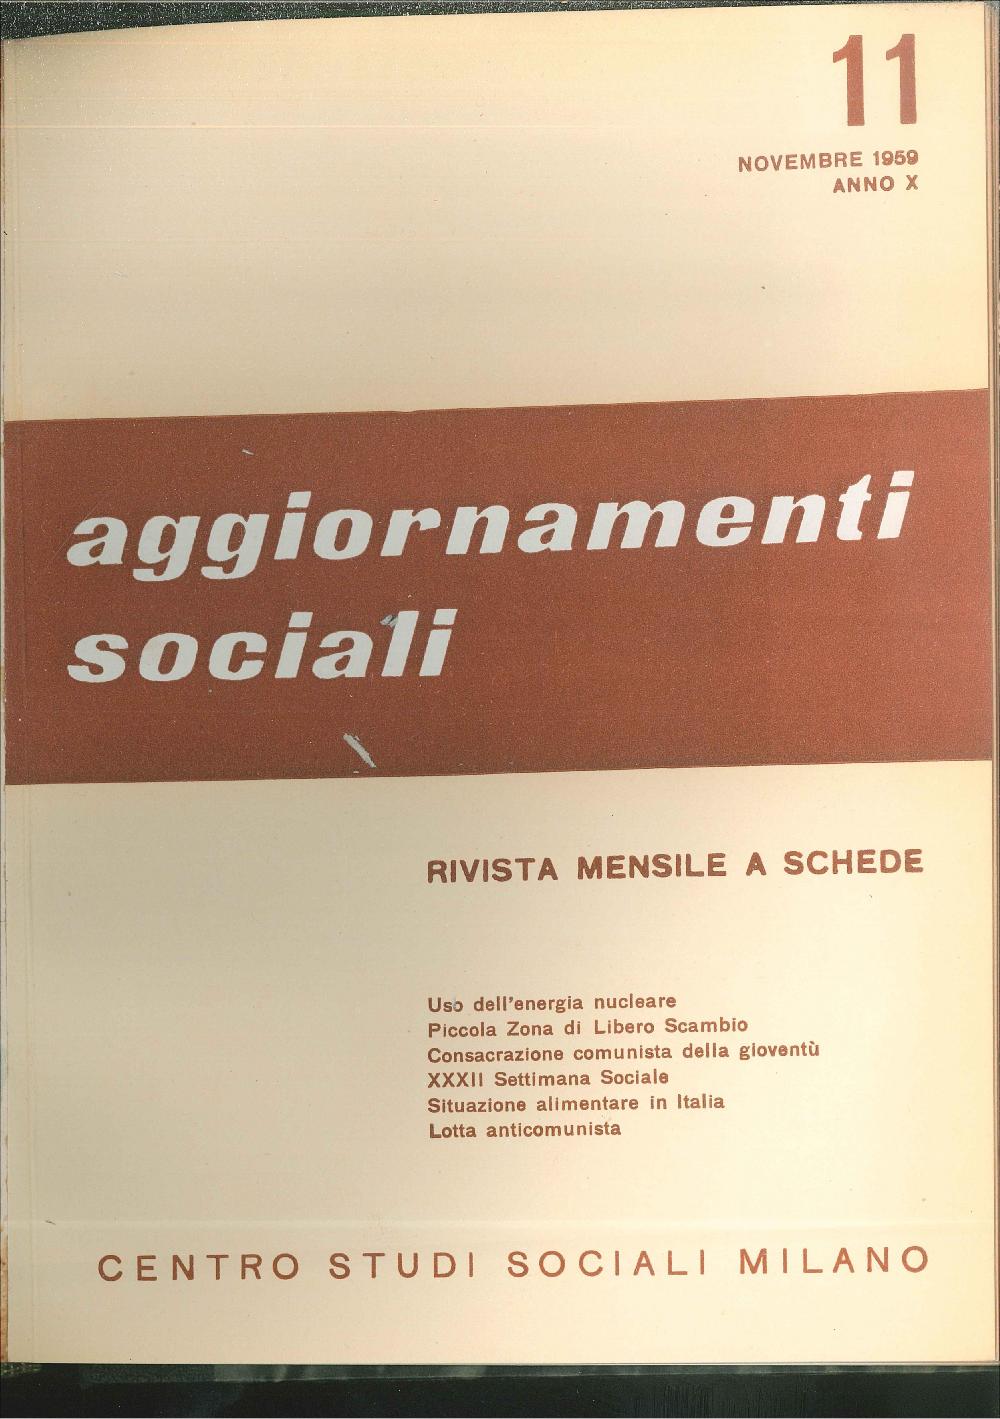 11
NOVEMBRE 1959
ANNO X
aggiornamenti
sociali
RIVISTA MENSILE A SCHEDE
Uso dell'energia nucleare
Piccola Zona di Libero Scambio
Consacrazione comunista della gioventù
XXXII Settimana Sociale
Situazione alimentare in Italia
Lotta anticomunista
CENTRO STUDI SOCIALI MILANO